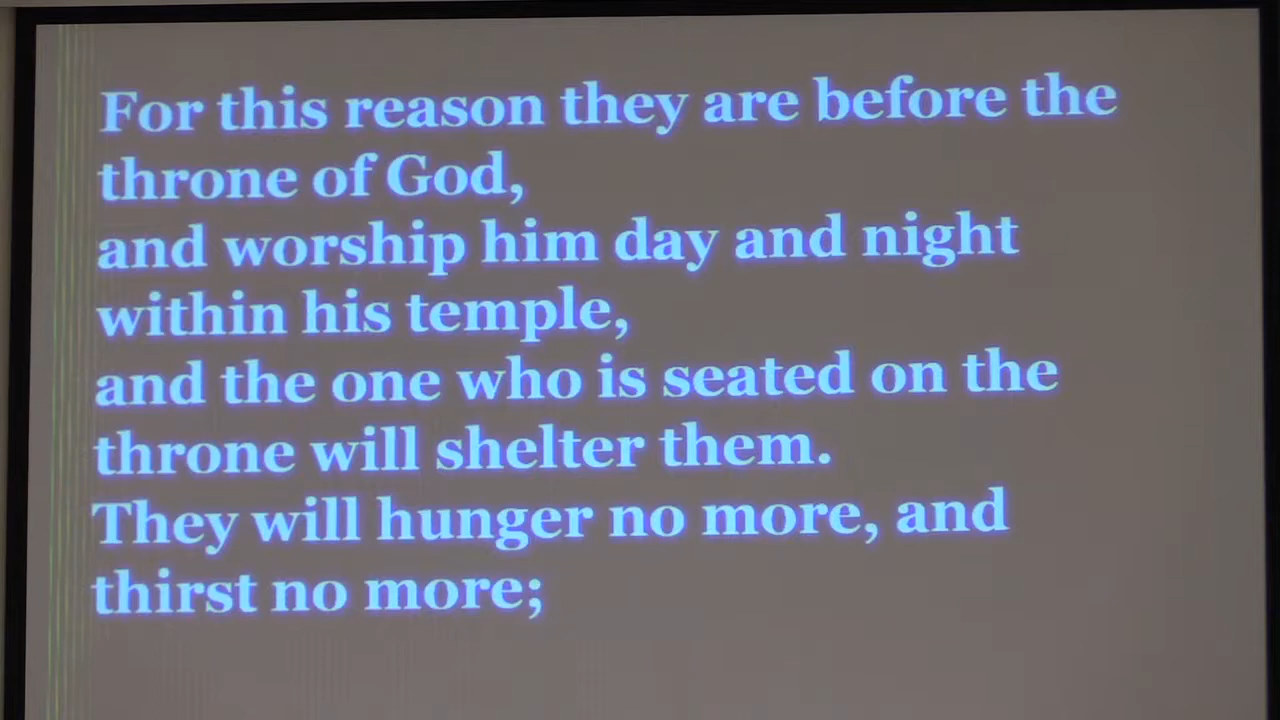 For this reason they are before the
throne of God,
and worship him day and night
within his temple,
and the one who is seated on the
throne will shelter them.
They will hunger no more, and
thirst no more;